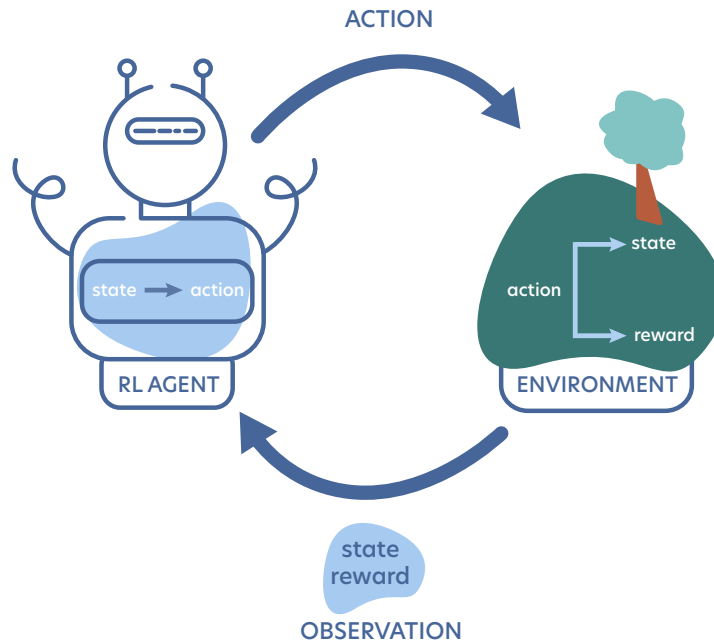 ACTION
state
action
state
action
reward
RL AGENT
ENVIRONMENT
state
reward
OBSERVATION